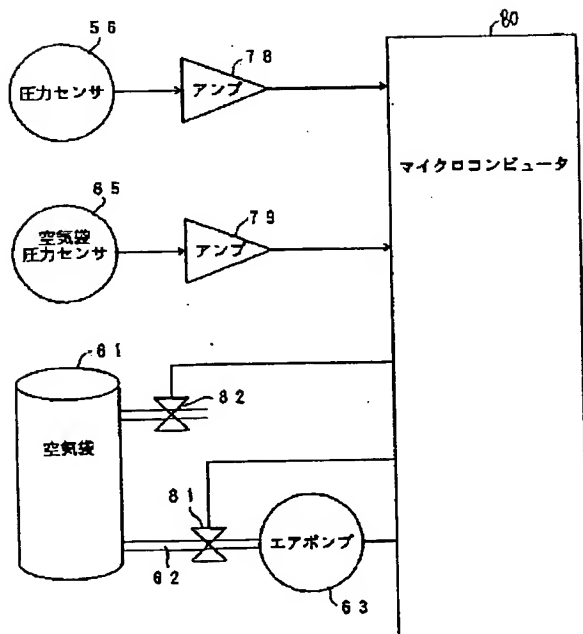 80
56
圧力センサ
78
アンプ
マイクロコンピュータ
65
空気袋
圧力センサ
79
アンプ
61
空気袋
82
81
62
エアポンプ
63